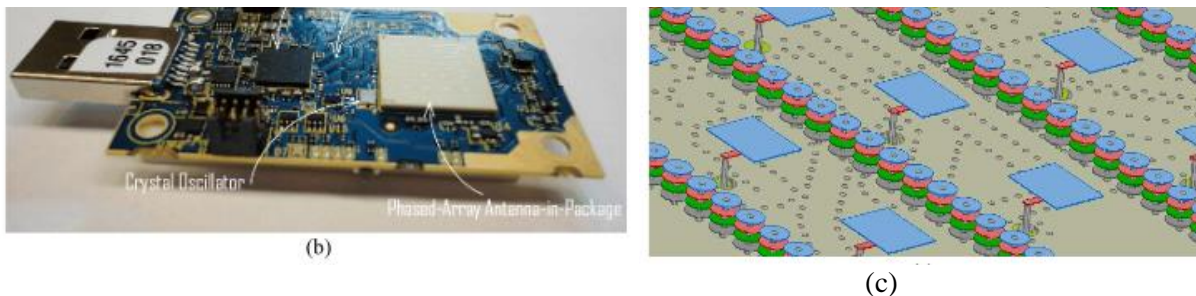 1645
018
Crystal Oscillator
Phased-Array Antenna-in-Package
(b)
(c)